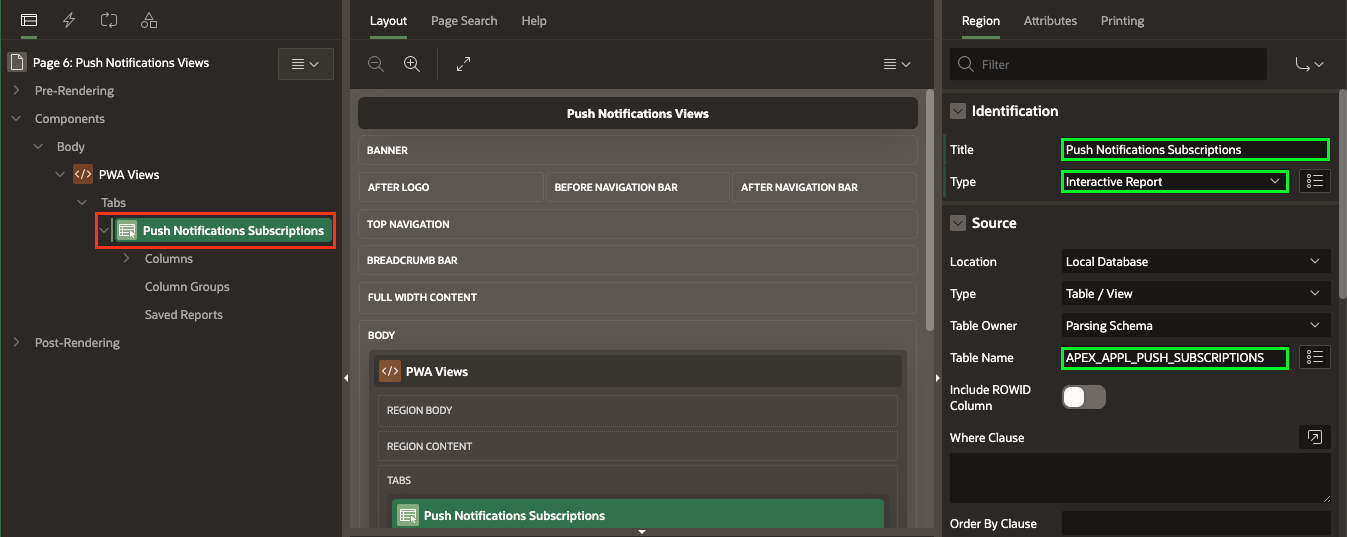 Page 6: Push Notifications Views
Pre-Rendering
Components
Body
PWA Views
Tabs
Push Notifications Subscriptions
Columns
Column Groups
Saved Reports
Post-Rendering
Layout Page Search Help
Push Notifications Views
BANNER
AFTER LOGO BEFORE NAVIGATION BAR AFTER NAVIGATION BAR
TOP NAVIGATION
BREADCRUMB BAR
FULL WIDTH CONTENT
BODY
PWA Views
REGION BODY
REGION CONTENT
TABS
Push Notifications Subscriptions
Region Attributes Printing
Filter
Identification
Title Push Notifications Subscriptions
Type Interactive Report
Source
Location Local Database
Type Table / View
Table Owner Parsing Schema
Table Name APEX_APPL_PUSH_SUBSCRIPTIONS
Include ROWID
Column
Where Clause
Order By Clause